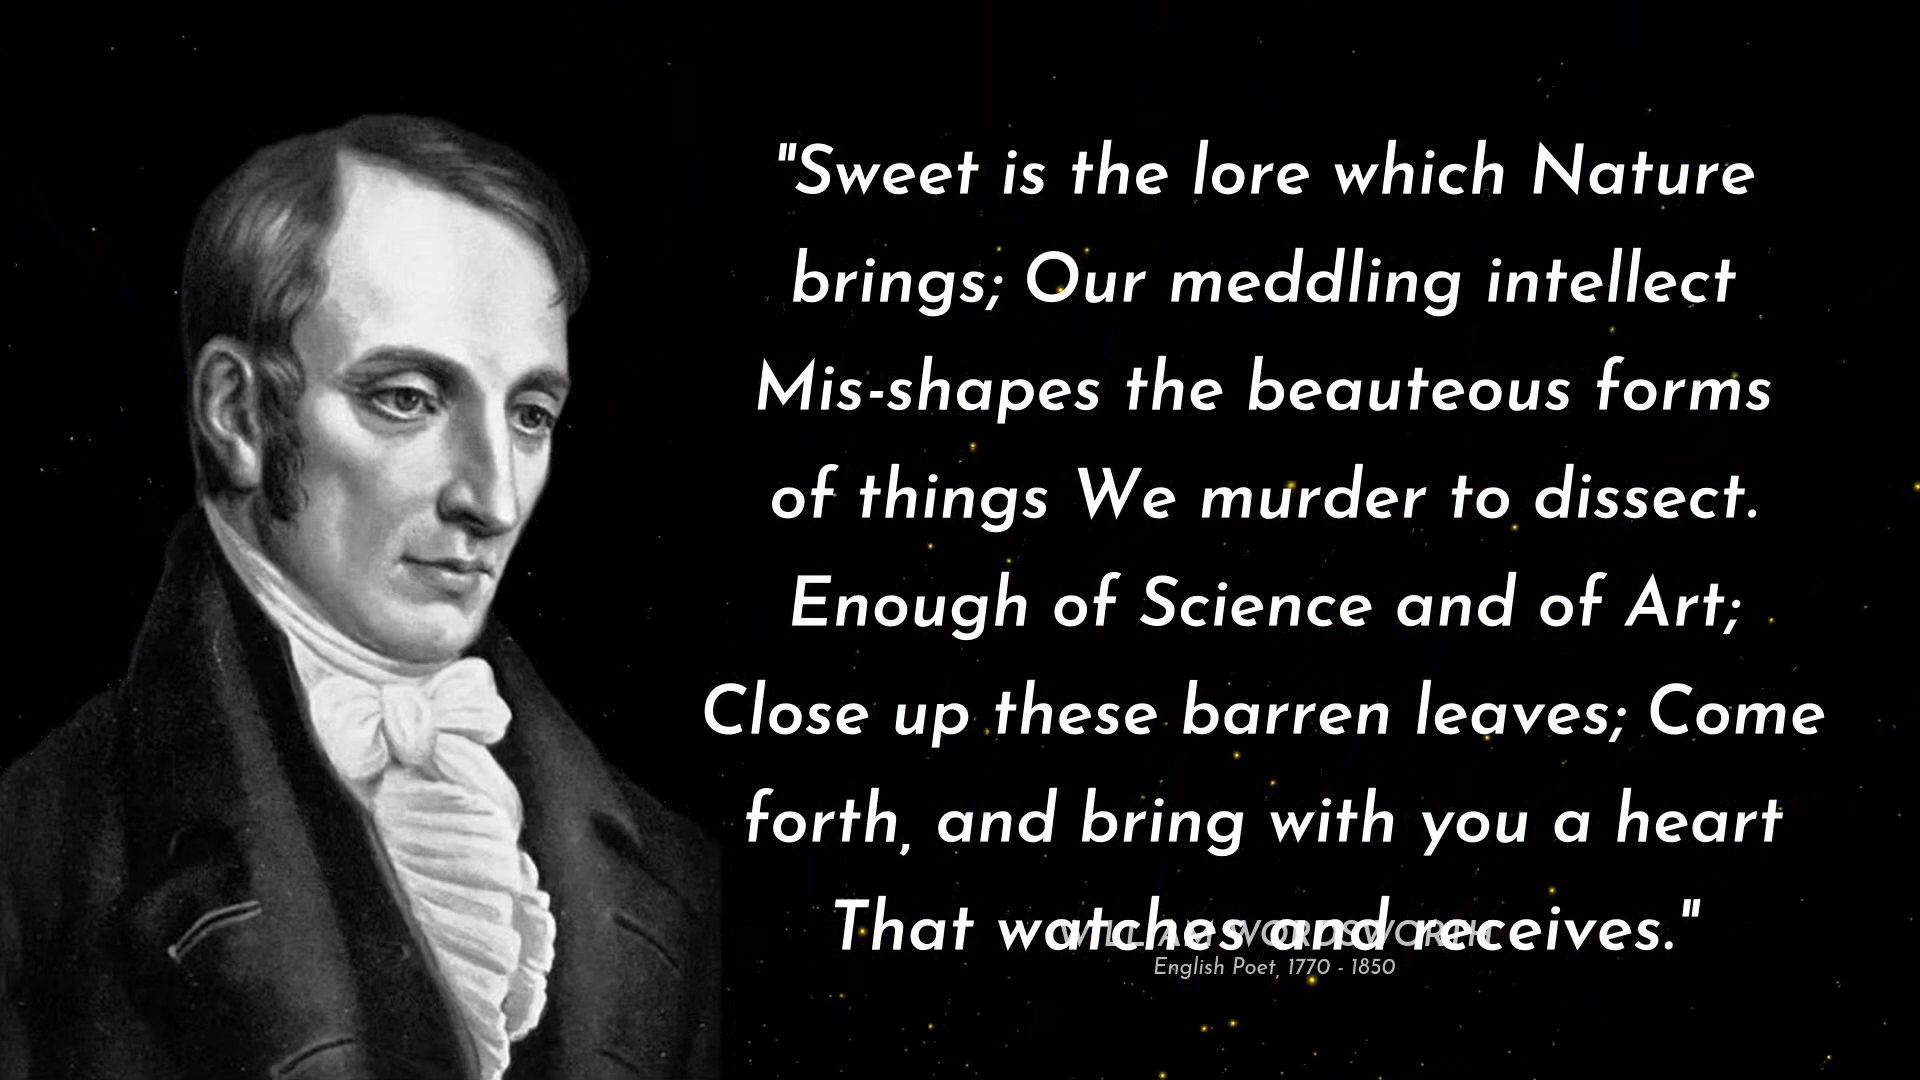 "Sweet is the lore which Nature
brings; Our meddling intellect
Mis-shapes the beauteous forms
of things We murder to dissect.
Enough of Science and of Art;
Close up these barren leaves; Come
forth, and bring with you a heart
That watches and receives."
WILLIAM WORDSWORTH
English Poet, 1770 - 1850